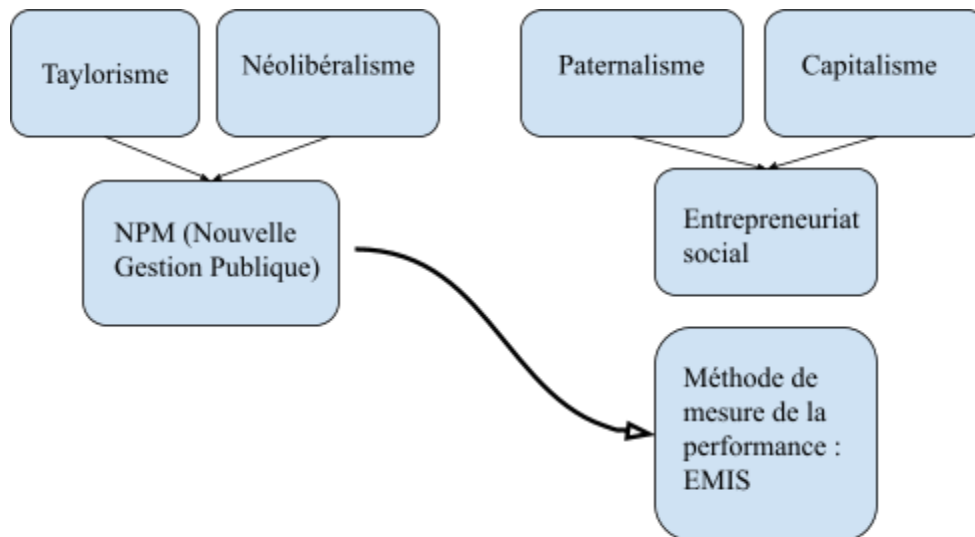 Taylorisme
Néolibéralisme
Paternalisme
Capitalisme
NPM (Nouvelle
Gestion Publique)
Entrepreneuriat
social
Méthode de
mesure de la
performance :
EMIS